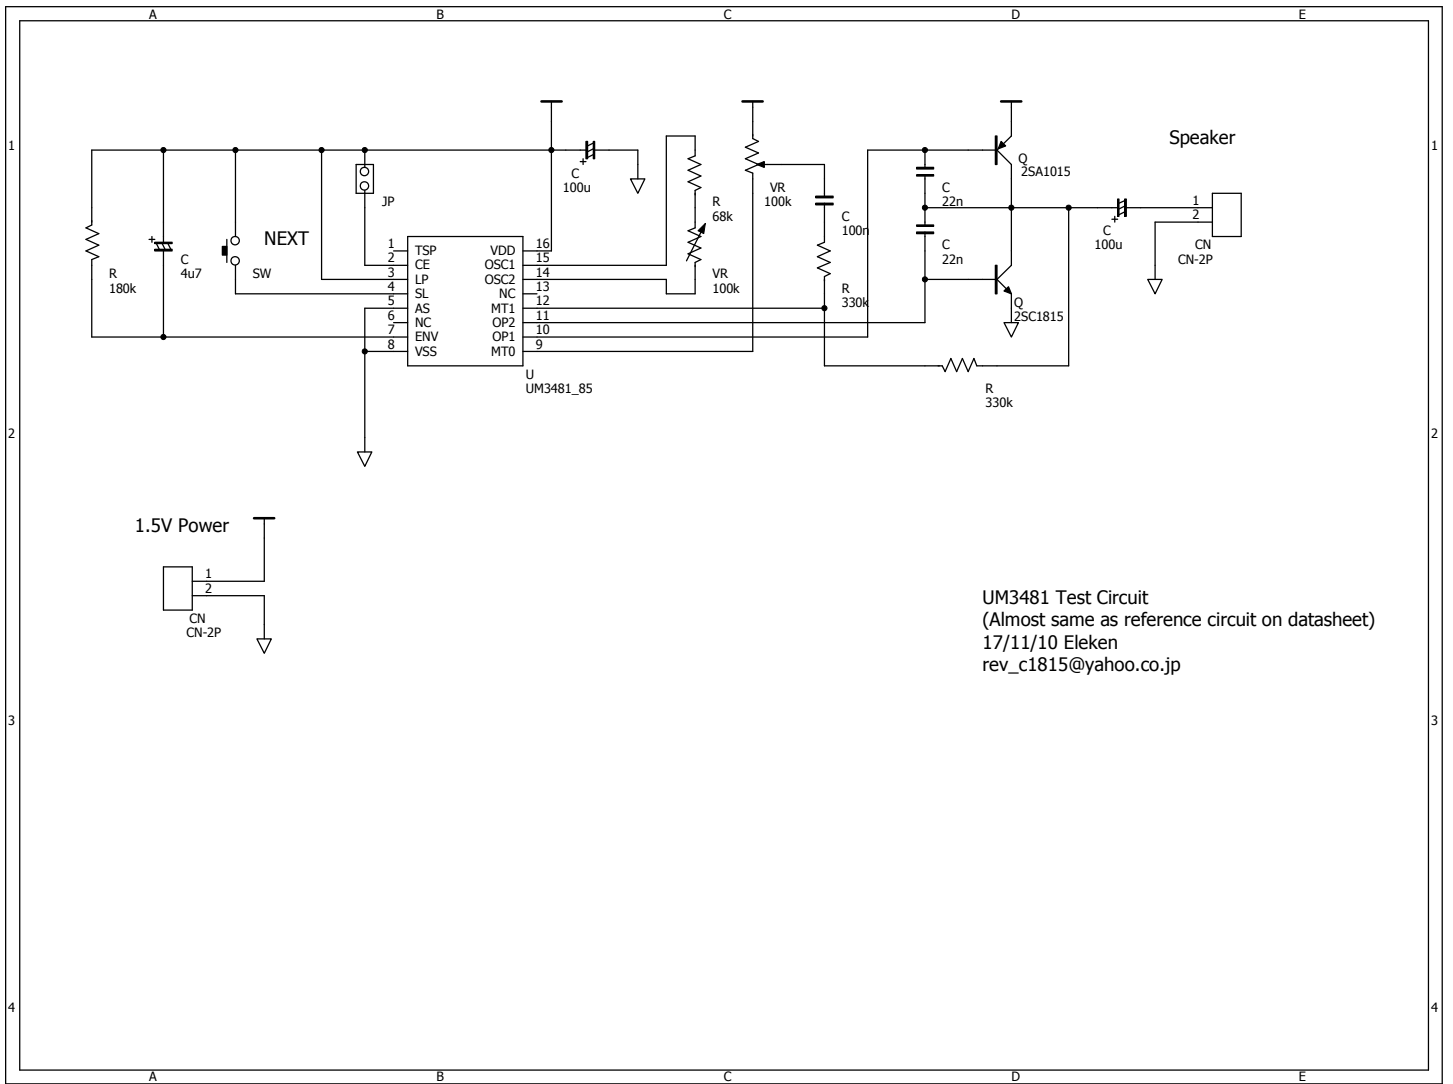 A B C D E
1 1
Speaker
Q
2SA1015
C
100u
JP
R
68k
VR
100k
C
22n
1
2
C
100n
C
100u
CN
CN-2P
NEXT
C
4u7
SW
R
180k
1 TSP VDD 16
2 CE OSC1 15
3 LP OSC2 14
4 SL NC 13
5 AS MT1 12
6 NC OP2 11
7 ENV OP1 10
8 VSS MT0 9
C
22n
VR
100k
R
330k
Q
2SC1815
U
UM3481_85
R
330k
2 2
1.5V Power
1
2
CN
CN-2P
UM3481 Test Circuit
(Almost same as reference circuit on datasheet)
17/11/10 Eleken
rev_c1815@yahoo.co.jp
3 3
4 4
A B C D E
+
+
+